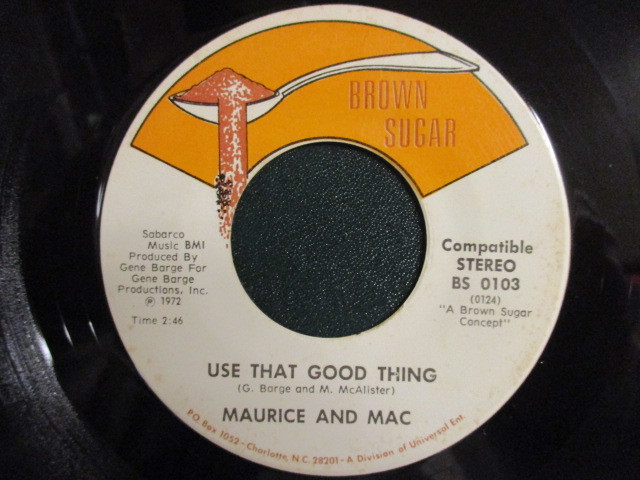 BROWN
SUGAR
Sabarco
Music BMI
Produced By
Gene Barge For
Gene Barge
Productions, Inc.
℗ 1972
Time 2:46
Compatible
STEREO
BS 0103
(0124)
"A Brown Sugar
Concept"
USE THAT GOOD THING
(G. Barge and M. McAlister)
MAURICE AND MAC
P.O. Box 1053 - Charlotte, N.C. 28201 - A Division of Universal Ent.